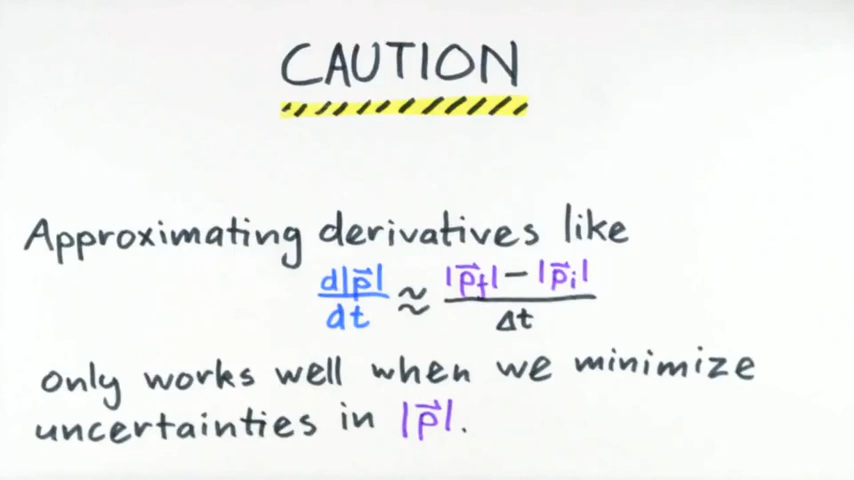 CAUTION
Approximating derivatives like
d|p⃗|/dt ≈ (|p⃗f| − |p⃗i|)/Δt
only works well when we minimize
uncertainties in |p⃗|.